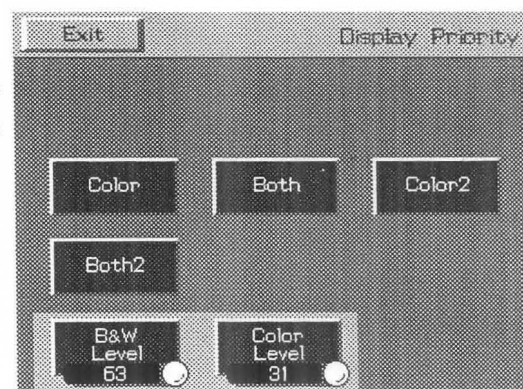 Exit
Display Priority
Color
Both
Color2
Both2
B&W
Level
63
Color
Level
31